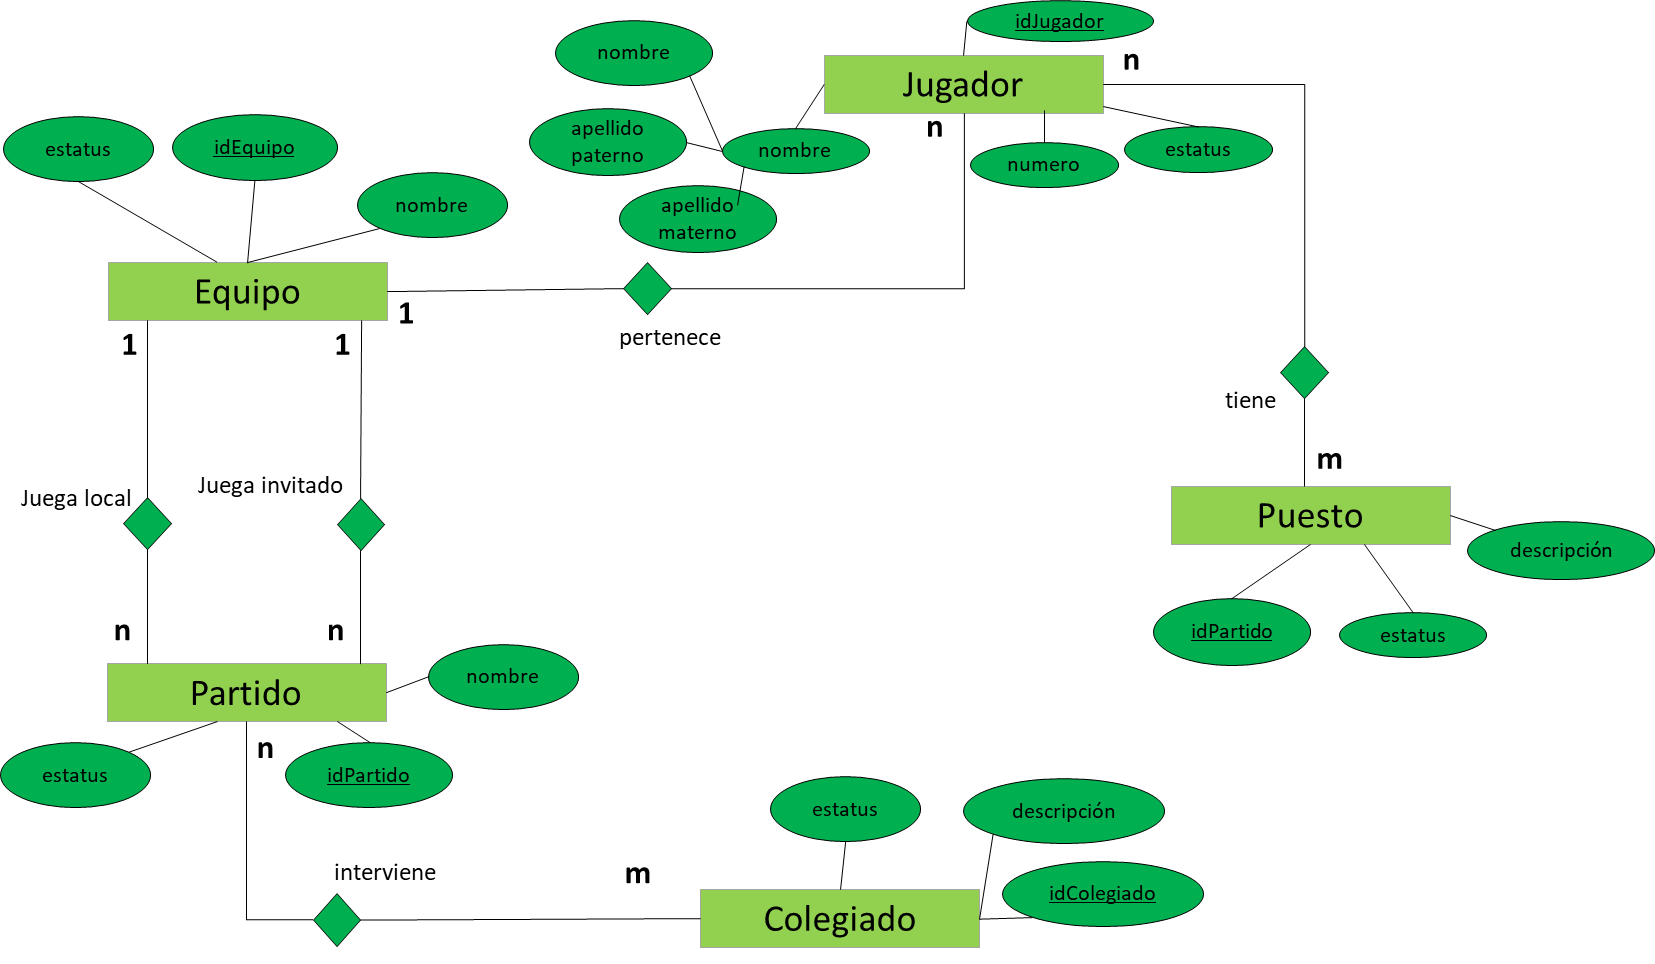 idJugador
nombre
n
Jugador
n
apellido
paterno
nombre
estatus
idEquipo
estatus
numero
nombre
apellido
materno
Equipo
1
pertenece
1
1
tiene
m
Juega invitado
Juega local
Puesto
descripción
n
n
idPartido
estatus
nombre
Partido
n
estatus
idPartido
estatus
descripción
interviene
m
idColegiado
Colegiado